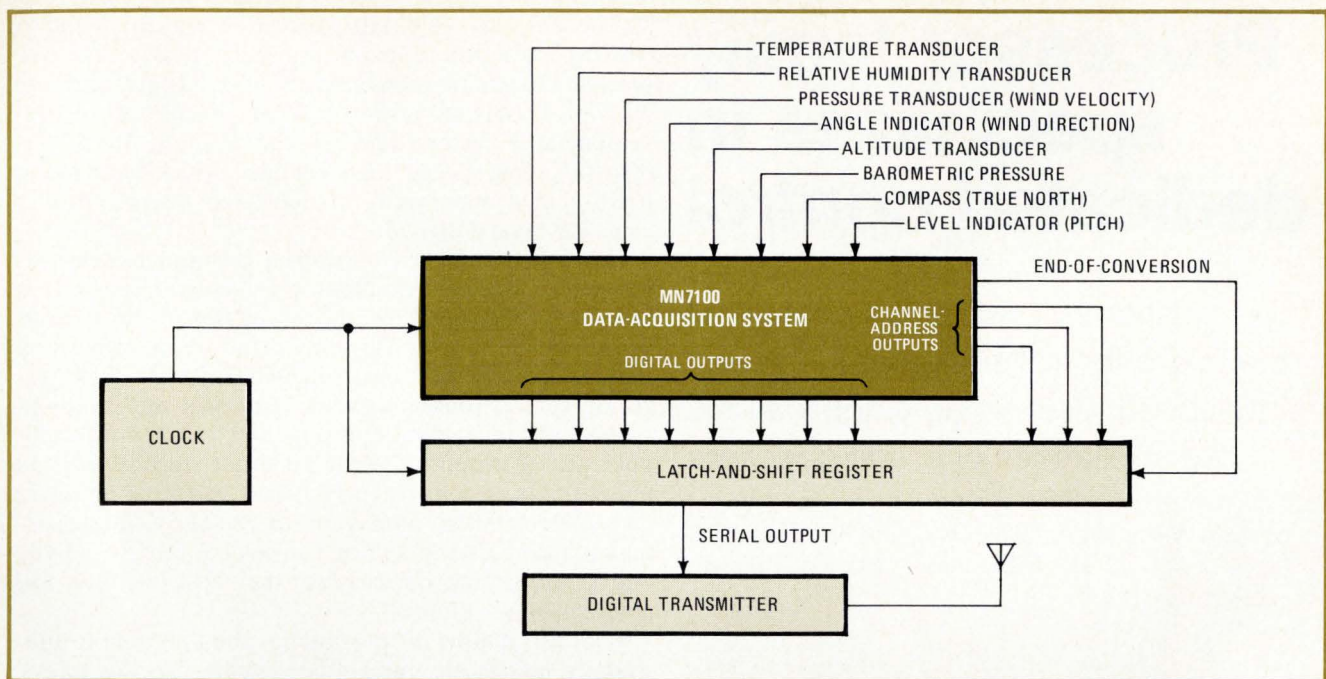 TEMPERATURE TRANSDUCER
RELATIVE HUMIDITY TRANSDUCER
PRESSURE TRANSDUCER (WIND VELOCITY)
ANGLE INDICATOR (WIND DIRECTION)
ALTITUDE TRANSDUCER
BAROMETRIC PRESSURE
COMPASS (TRUE NORTH)
LEVEL INDICATOR (PITCH)
END-OF-CONVERSION
MN7100
DATA-ACQUISITION SYSTEM
CHANNEL-
ADDRESS
OUTPUTS
DIGITAL OUTPUTS
CLOCK
LATCH-AND-SHIFT REGISTER
SERIAL OUTPUT
DIGITAL TRANSMITTER